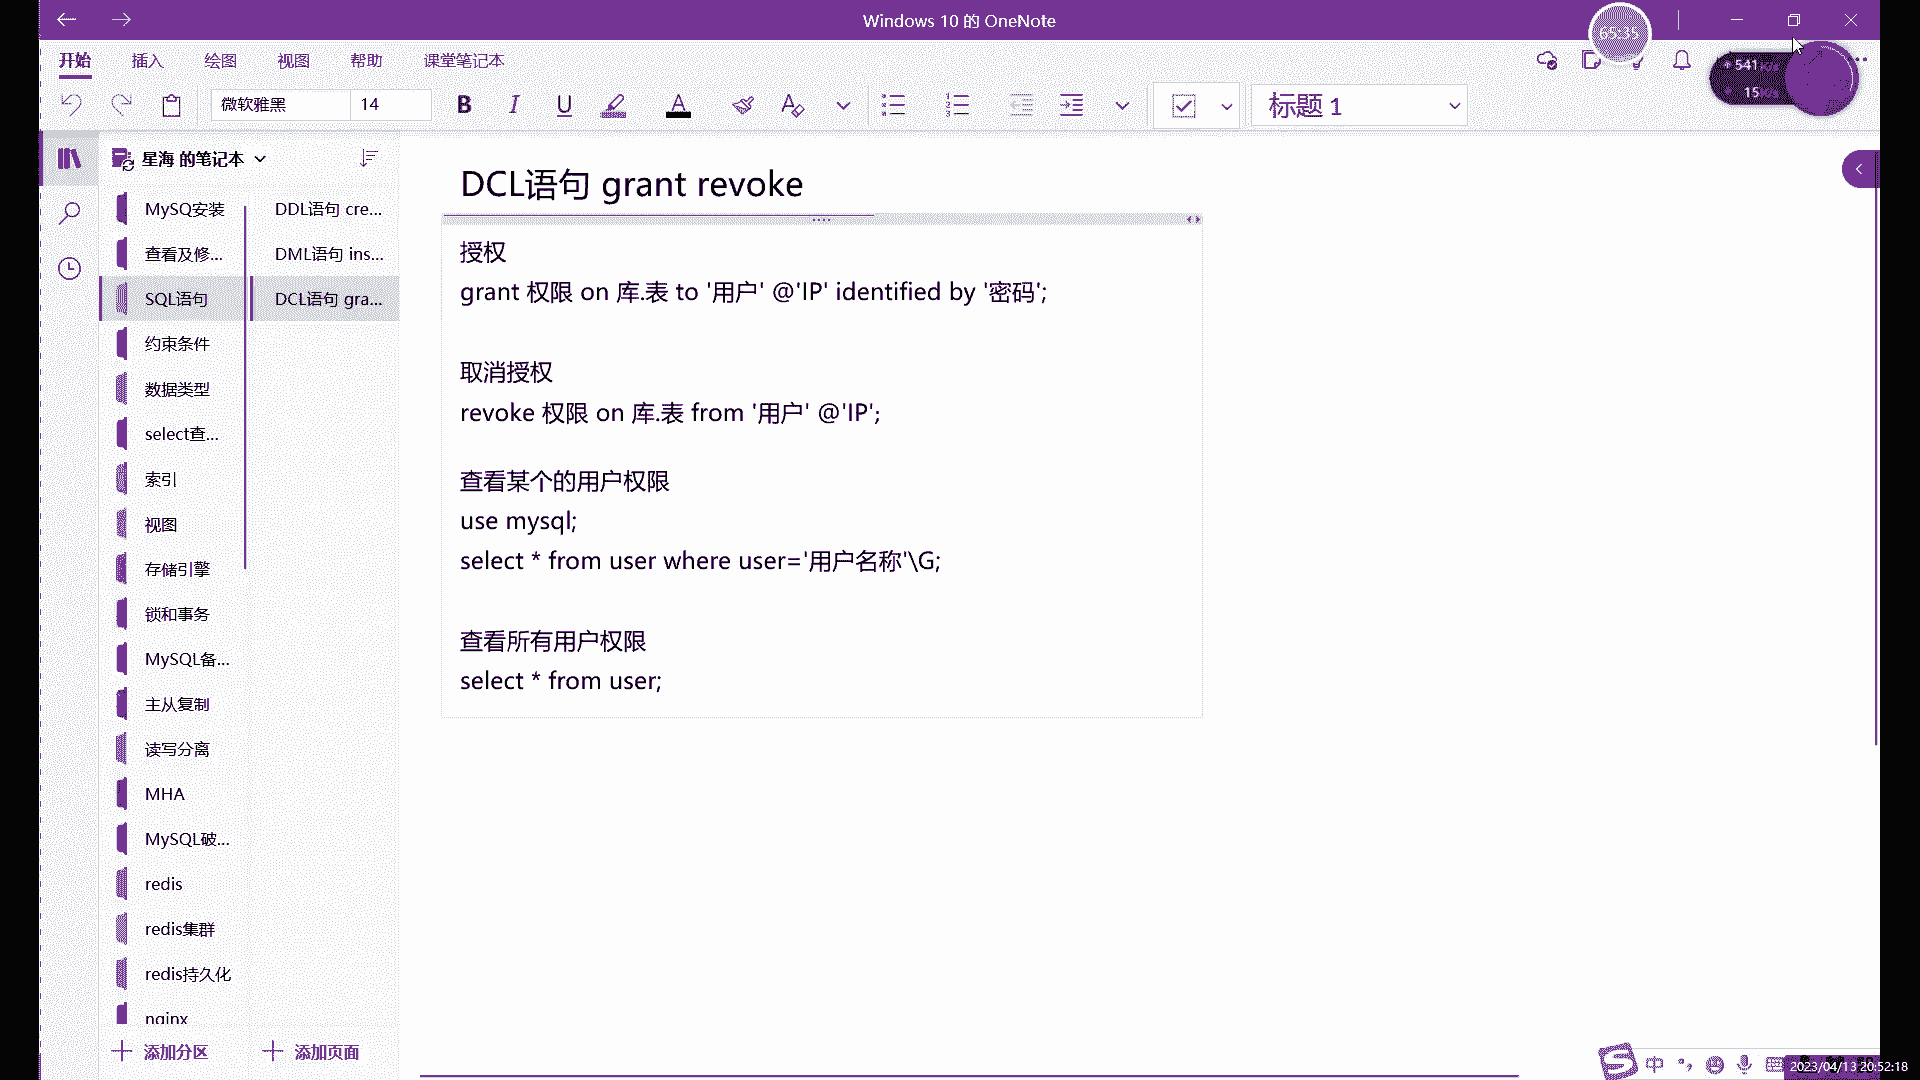 Windows 10 的 OneNote
65:35
开始 插入 绘图 视图 帮助 课堂笔记本
541
15
微软雅黑 14 标题 1
星海 的笔记本
MySQ安装
查看及修...
SQL语句
约束条件
数据类型
select查...
索引
视图
存储引擎
锁和事务
MySQL备...
主从复制
读写分离
MHA
MySQL破...
redis
redis集群
redis持久化
nginx
添加分区
DDL语句 cre...
DML语句 ins...
DCL语句 gra...
添加页面
DCL语句 grant revoke
授权
grant 权限 on 库.表 to '用户' @'IP' identified by '密码';
取消授权
revoke 权限 on 库.表 from '用户' @'IP';
查看某个的用户权限
use mysql;
select * from user where user='用户名称'\G;
查看所有用户权限
select * from user;
中
2023/04/13 20:52:18